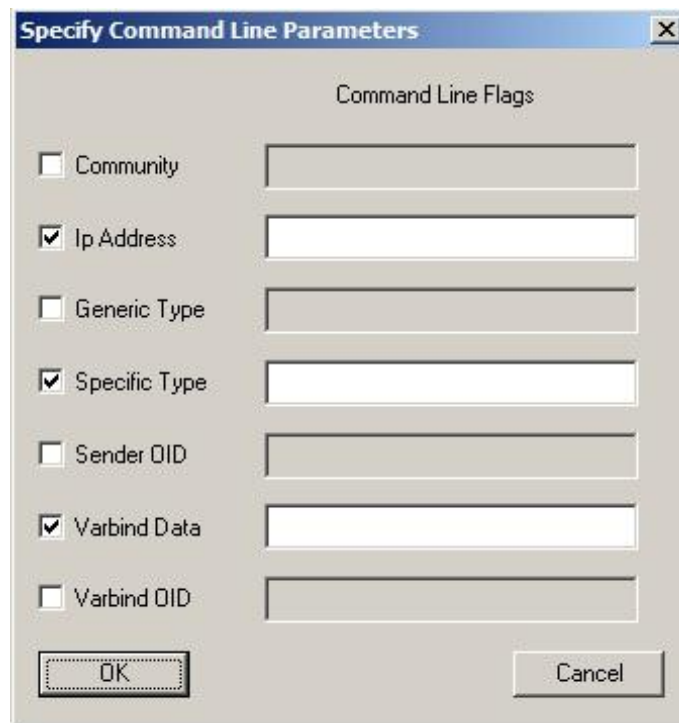 Specify Command Line Parameters
Command Line Flags
Community
Ip Address
Generic Type
Specific Type
Sender OID
Varbind Data
Varbind OID
OK Cancel